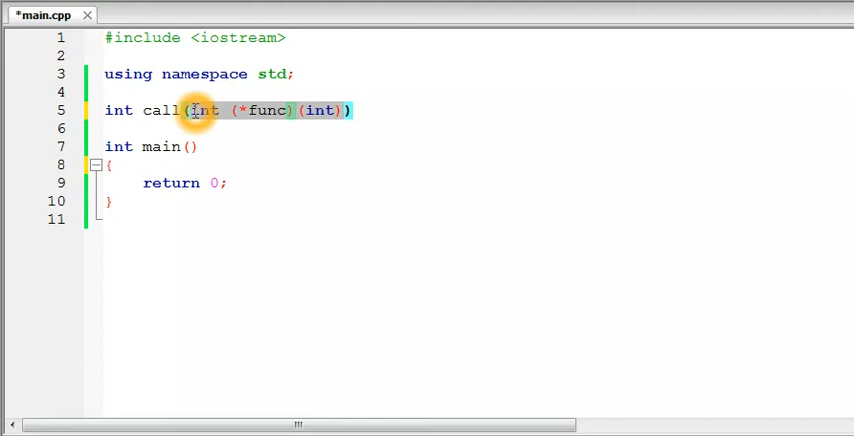 *main.cpp
1 #include <iostream>
2
3 using namespace std;
4
5 int call(int (*func)(int))
6
7 int main()
8 {
9 return 0;
10 }
11